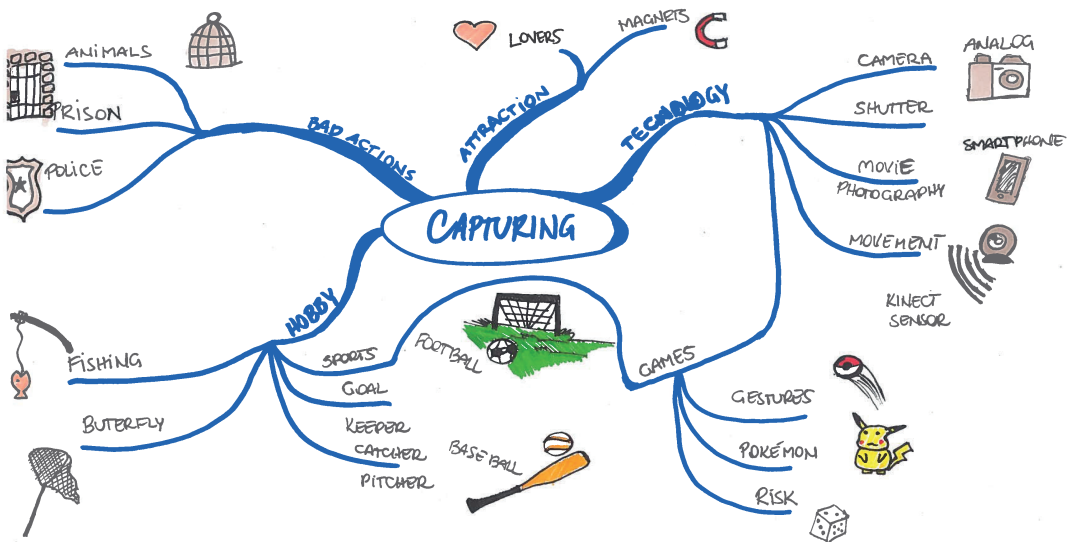 CAPTURING
BAD ACTIONS
ANIMALS
PRISON
POLICE
ATTRACTION
LOVERS
MAGNETS
TECNOLOGY
CAMERA
ANALOG
SHUTTER
MOVIE
PHOTOGRAPHY
SMARTPHONE
MOVEMENT
KINECT
SENSOR
HOBBY
FISHING
BUTERFLY
SPORTS
GOAL
KEEPER
CATCHER
PITCHER
FOOTBALL
BASEBALL
GAMES
GESTURES
POKÉMON
RISK